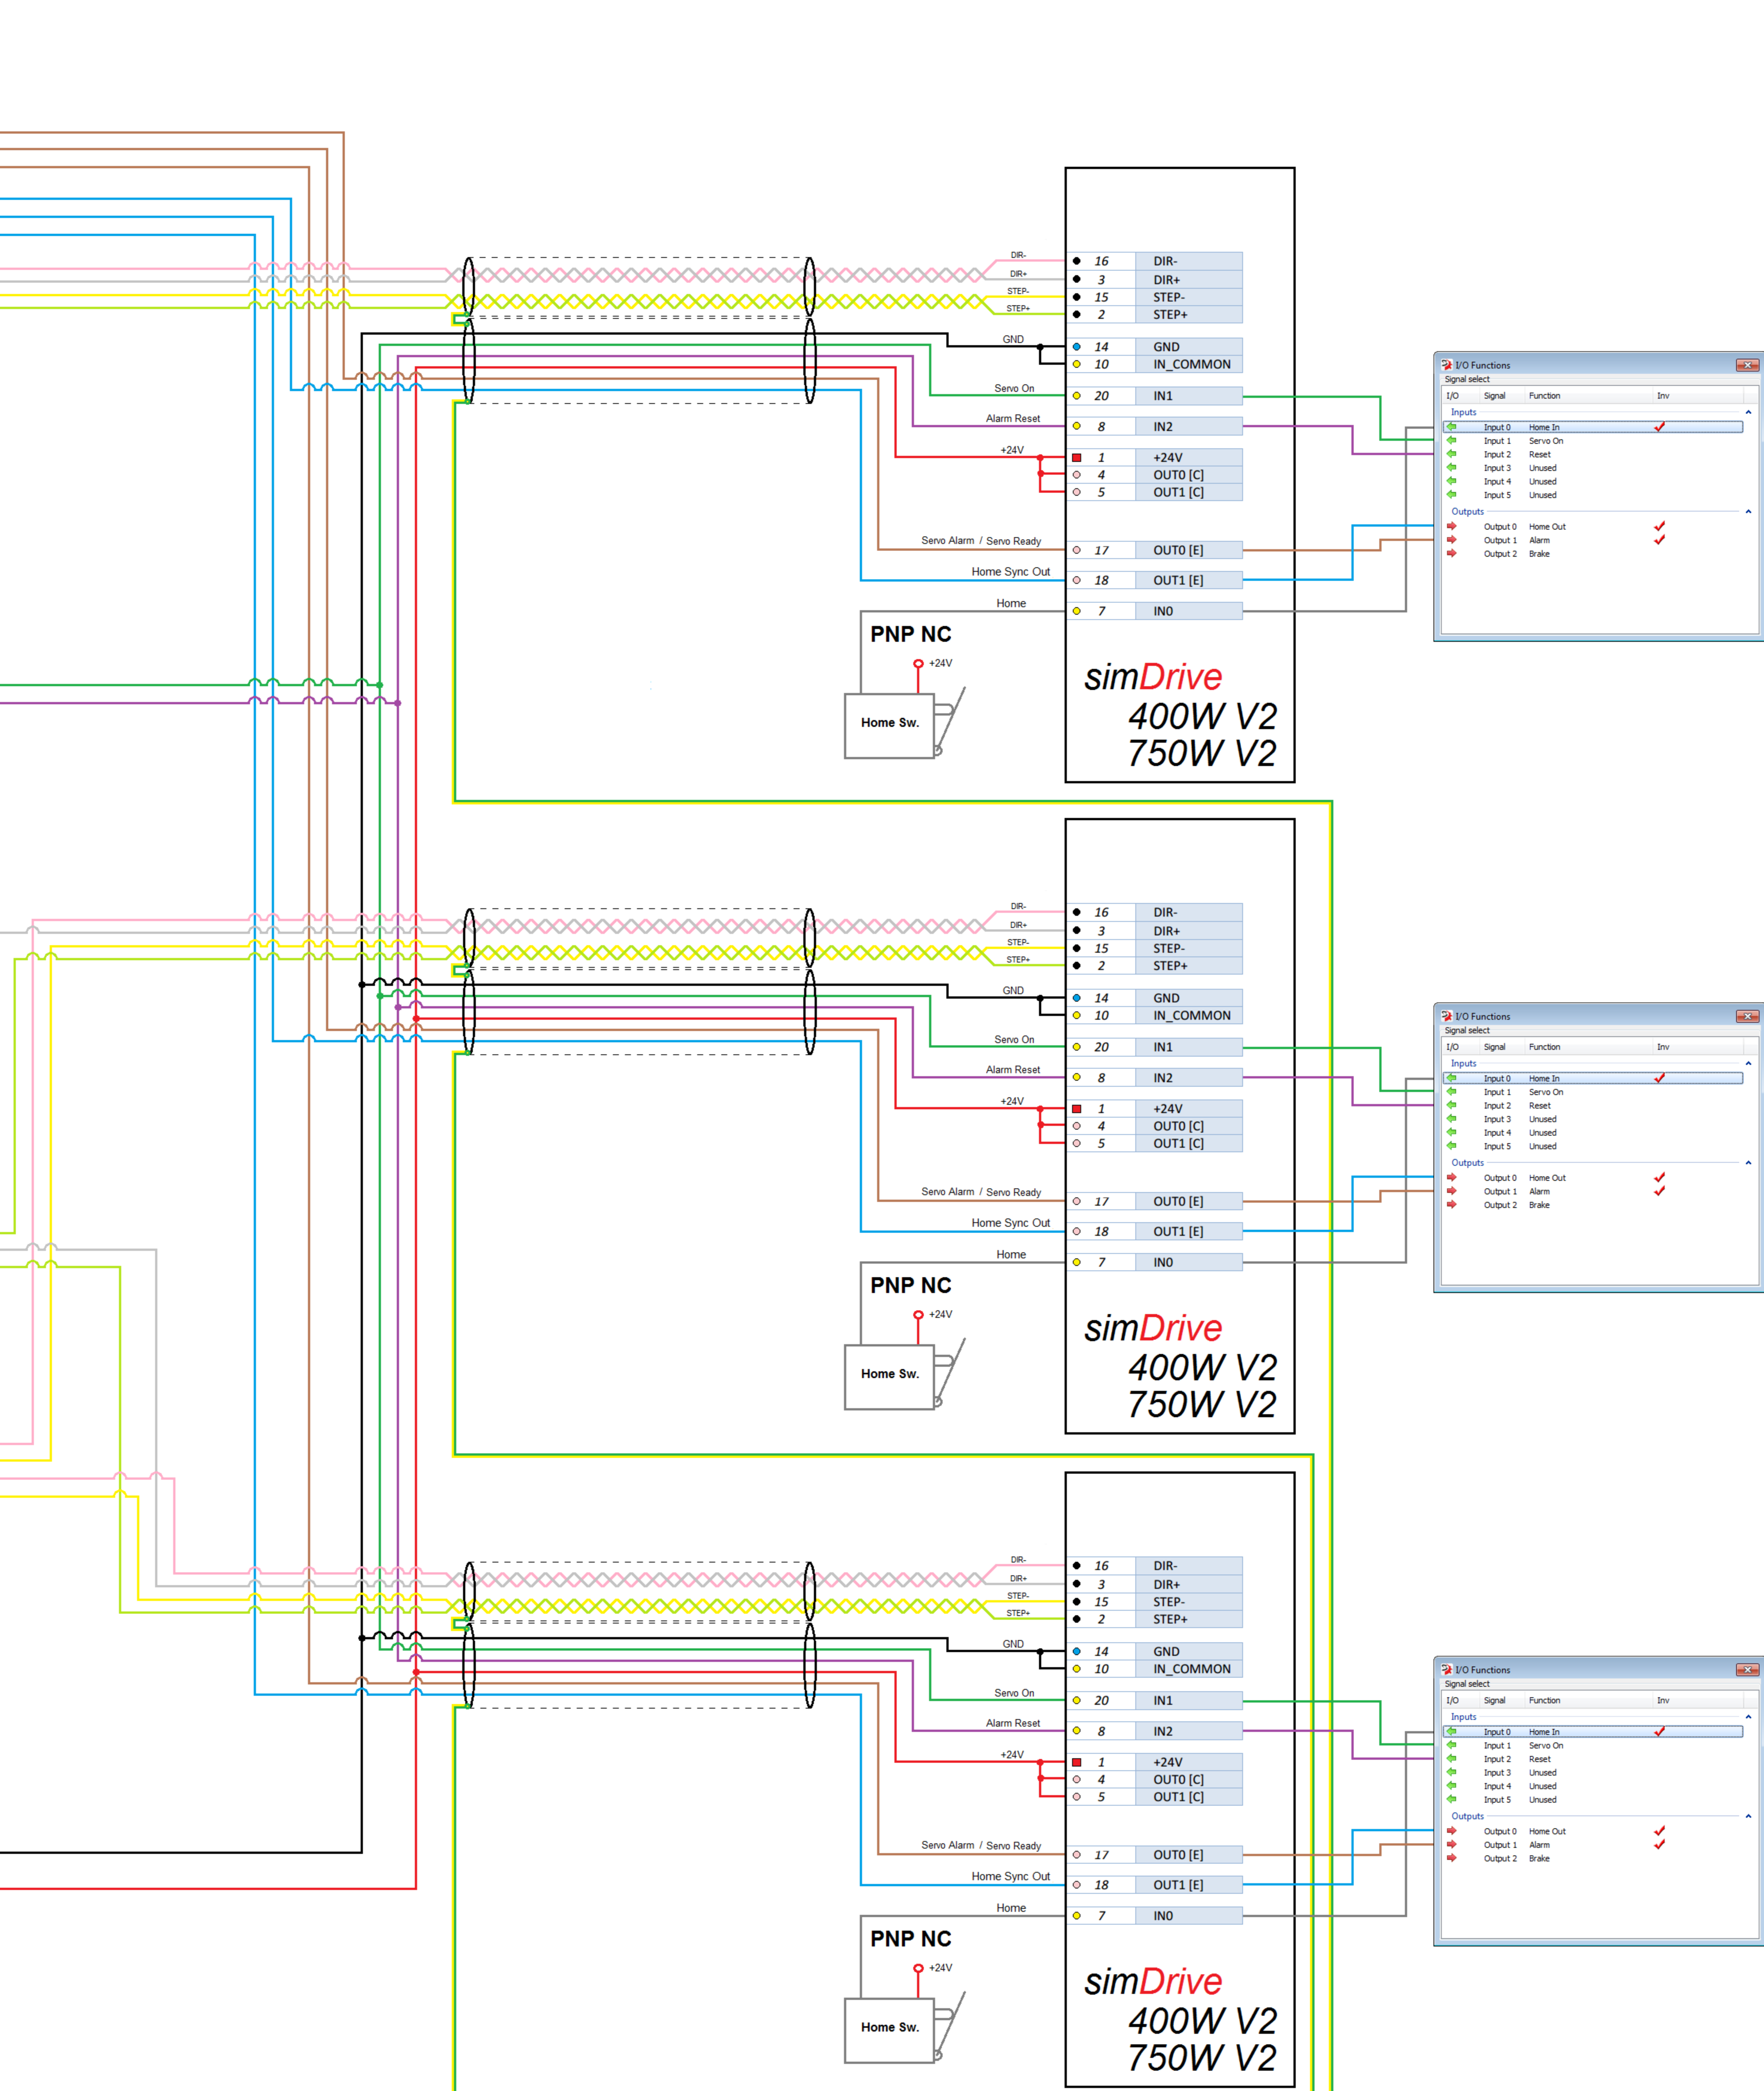 DIR- 16 DIR-
DIR+ 3 DIR+
STEP- 15 STEP-
STEP+ 2 STEP+
GND 14 GND
10 IN_COMMON
Servo On 20 IN1
Alarm Reset 8 IN2
+24V 1 +24V
4 OUT0 [C]
5 OUT1 [C]
Servo Alarm / Servo Ready 17 OUT0 [E]
Home Sync Out 18 OUT1 [E]
Home 7 IN0
PNP NC
+24V
Home Sw.
simDrive
400W V2
750W V2
I/O Functions
Signal select
I/O Signal Function Inv
Inputs
Input 0 Home In
Input 1 Servo On
Input 2 Reset
Input 3 Unused
Input 4 Unused
Input 5 Unused
Outputs
Output 0 Home Out
Output 1 Alarm
Output 2 Brake
DIR- 16 DIR-
DIR+ 3 DIR+
STEP- 15 STEP-
STEP+ 2 STEP+
GND 14 GND
10 IN_COMMON
Servo On 20 IN1
Alarm Reset 8 IN2
+24V 1 +24V
4 OUT0 [C]
5 OUT1 [C]
Servo Alarm / Servo Ready 17 OUT0 [E]
Home Sync Out 18 OUT1 [E]
Home 7 IN0
PNP NC
+24V
Home Sw.
simDrive
400W V2
750W V2
I/O Functions
Signal select
I/O Signal Function Inv
Inputs
Input 0 Home In
Input 1 Servo On
Input 2 Reset
Input 3 Unused
Input 4 Unused
Input 5 Unused
Outputs
Output 0 Home Out
Output 1 Alarm
Output 2 Brake
DIR- 16 DIR-
DIR+ 3 DIR+
STEP- 15 STEP-
STEP+ 2 STEP+
GND 14 GND
10 IN_COMMON
Servo On 20 IN1
Alarm Reset 8 IN2
+24V 1 +24V
4 OUT0 [C]
5 OUT1 [C]
Servo Alarm / Servo Ready 17 OUT0 [E]
Home Sync Out 18 OUT1 [E]
Home 7 IN0
PNP NC
+24V
Home Sw.
simDrive
400W V2
750W V2
I/O Functions
Signal select
I/O Signal Function Inv
Inputs
Input 0 Home In
Input 1 Servo On
Input 2 Reset
Input 3 Unused
Input 4 Unused
Input 5 Unused
Outputs
Output 0 Home Out
Output 1 Alarm
Output 2 Brake